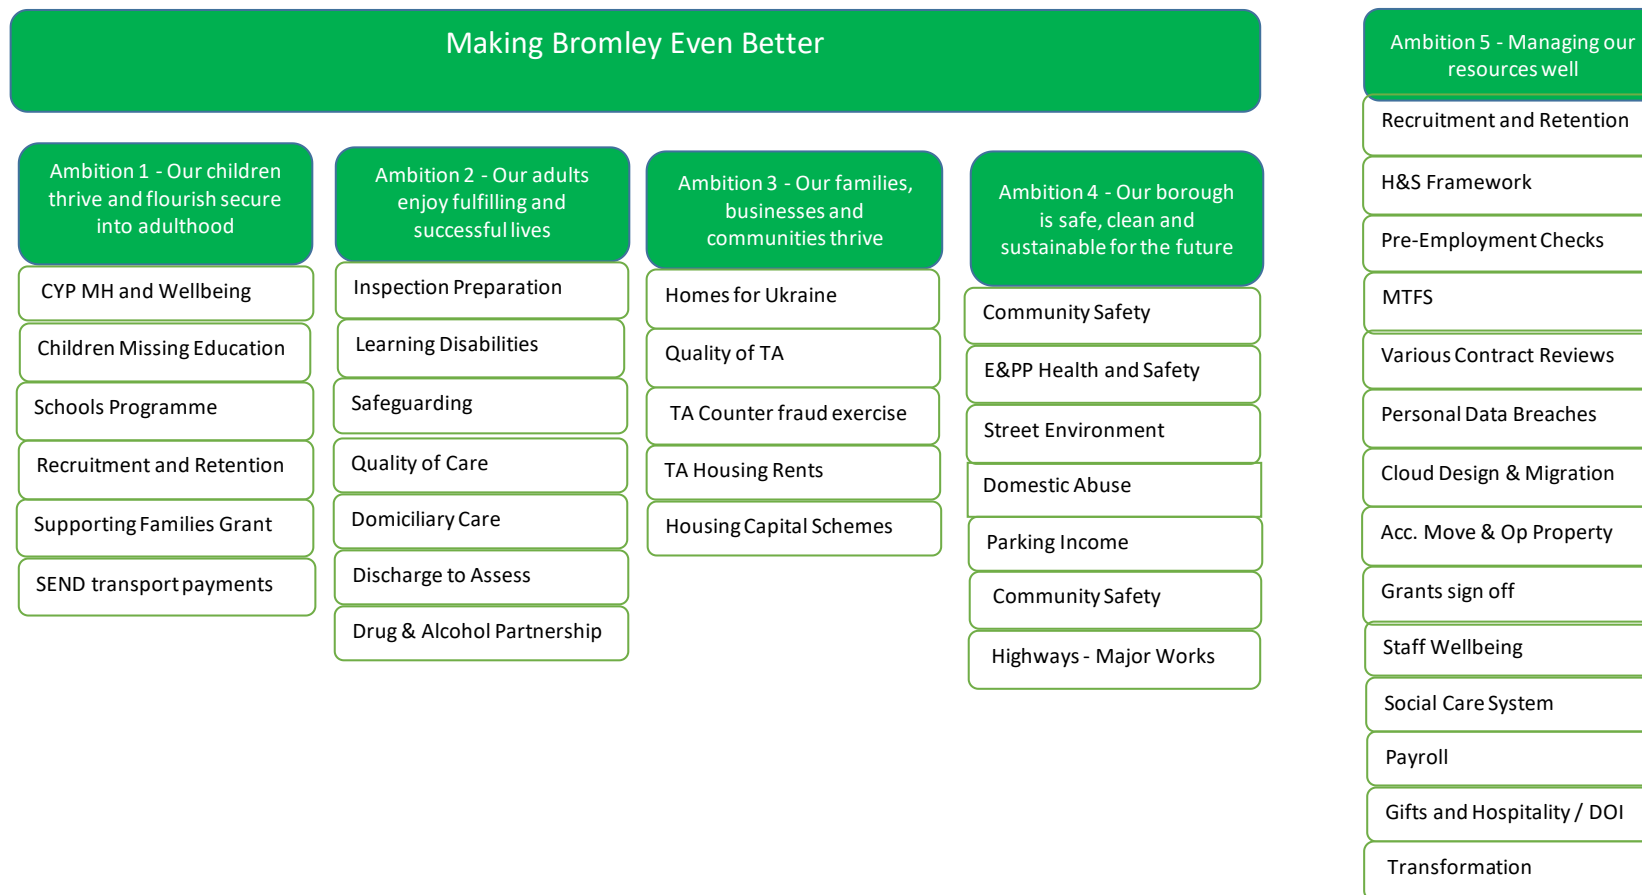 Making Bromley Even Better
Ambition 1 - Our children
thrive and flourish secure
into adulthood
CYP MH and Wellbeing
Children Missing Education
Schools Programme
Recruitment and Retention
Supporting Families Grant
SEND transport payments
Ambition 2 - Our adults
enjoy fulfilling and
successful lives
Inspection Preparation
Learning Disabilities
Safeguarding
Quality of Care
Domiciliary Care
Discharge to Assess
Drug & Alcohol Partnership
Ambition 3 - Our families,
businesses and
communities thrive
Homes for Ukraine
Quality of TA
TA Counter fraud exercise
TA Housing Rents
Housing Capital Schemes
Ambition 4 - Our borough
is safe, clean and
sustainable for the future
Community Safety
E&PP Health and Safety
Street Environment
Domestic Abuse
Parking Income
Community Safety
Highways - Major Works
Ambition 5 - Managing our
resources well
Recruitment and Retention
H&S Framework
Pre-Employment Checks
MTFS
Various Contract Reviews
Personal Data Breaches
Cloud Design & Migration
Acc. Move & Op Property
Grants sign off
Staff Wellbeing
Social Care System
Payroll
Gifts and Hospitality / DOI
Transformation